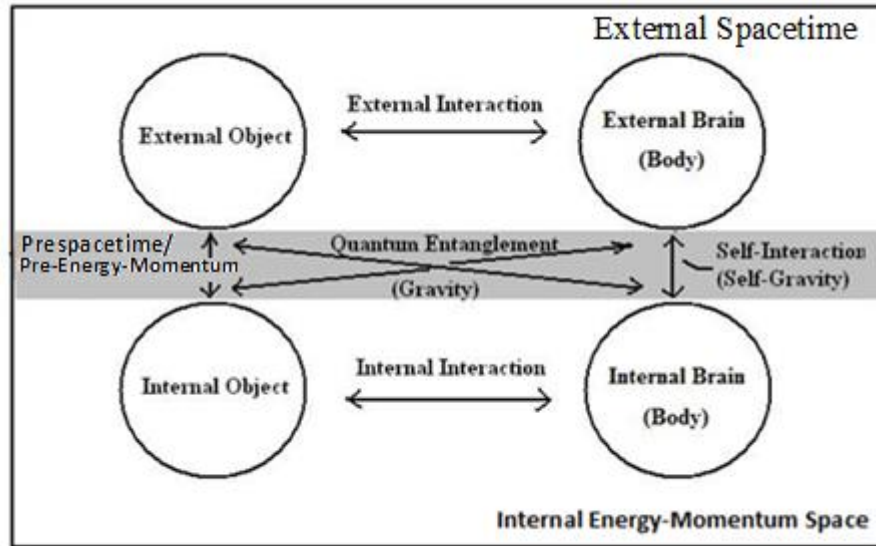 External Spacetime
External Interaction
External Object
External Brain
(Body)
Prespacetime/
Pre-Energy-Momentum
Quantum Entanglement
(Gravity)
Self-Interaction
(Self-Gravity)
Internal Interaction
Internal Object
Internal Brain
(Body)
Internal Energy-Momentum Space